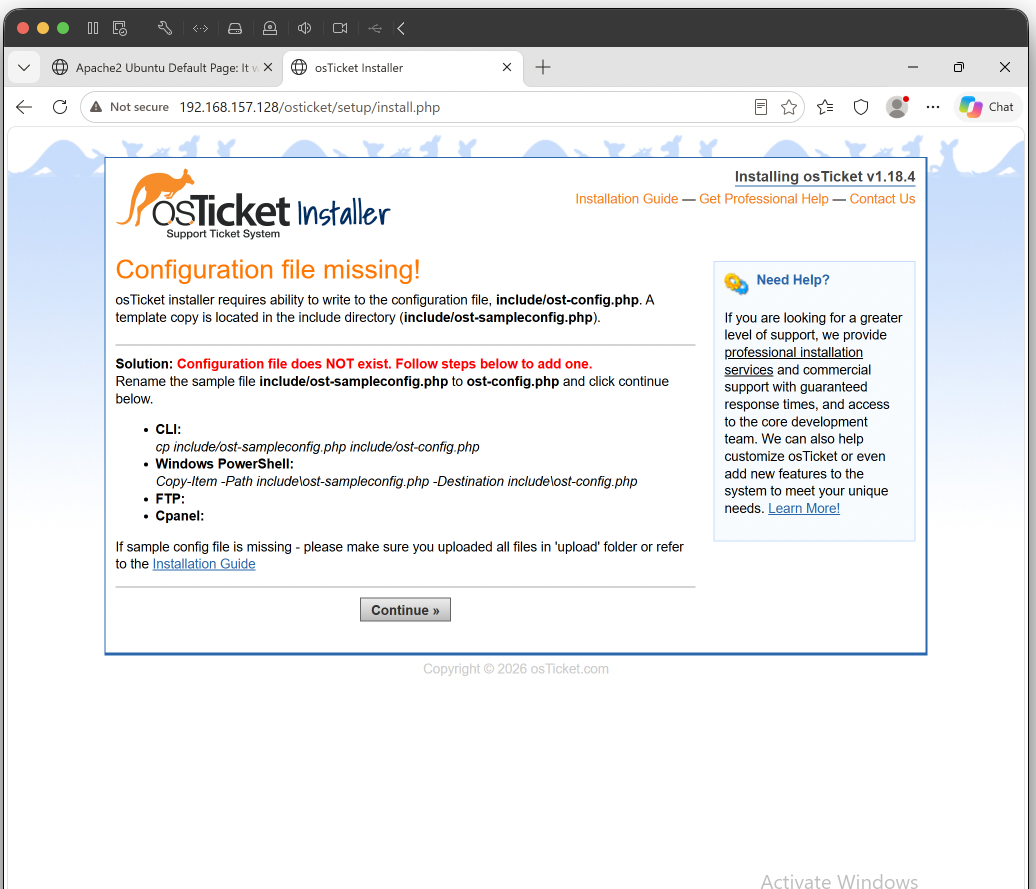 Apache2 Ubuntu Default Page: It w
osTicket Installer
Not secure 192.168.157.128/osticket/setup/install.php
Chat
osTicket Installer
Support Ticket System
Installing osTicket v1.18.4
Installation Guide — Get Professional Help — Contact Us
Configuration file missing!
osTicket installer requires ability to write to the configuration file, include/ost-config.php. A
template copy is located in the include directory (include/ost-sampleconfig.php).
Solution: Configuration file does NOT exist. Follow steps below to add one.
Rename the sample file include/ost-sampleconfig.php to ost-config.php and click continue
below.
• CLI:
cp include/ost-sampleconfig.php include/ost-config.php
• Windows PowerShell:
Copy-Item -Path include\ost-sampleconfig.php -Destination include\ost-config.php
• FTP:
• Cpanel:
If sample config file is missing - please make sure you uploaded all files in 'upload' folder or refer
to the Installation Guide
Continue »
Need Help?
If you are looking for a greater
level of support, we provide
professional installation
services and commercial
support with guaranteed
response times, and access
to the core development
team. We can also help
customize osTicket or even
add new features to the
system to meet your unique
needs. Learn More!
Copyright © 2026 osTicket.com
Activate Windows